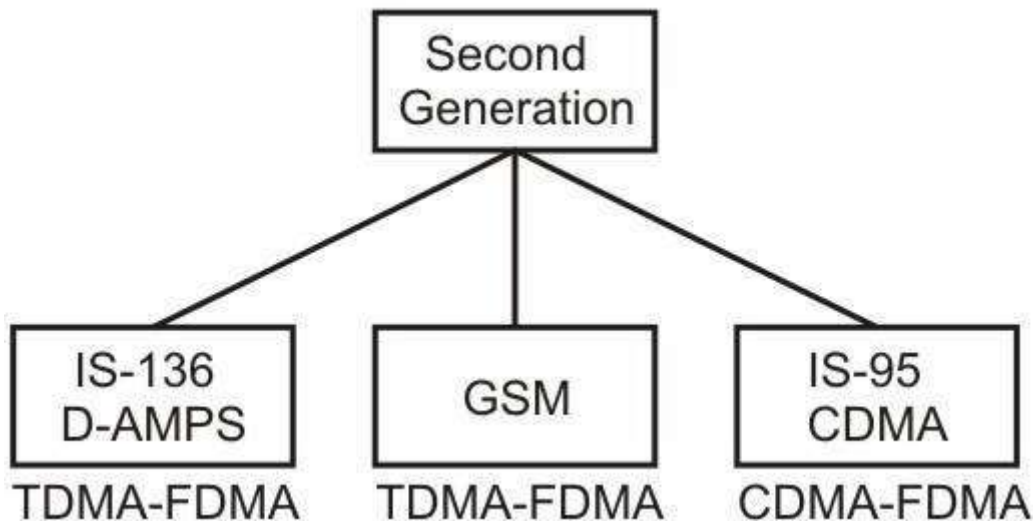 Second
Generation
IS-136
D-AMPS
GSM
IS-95
CDMA
TDMA-FDMA
TDMA-FDMA
CDMA-FDMA